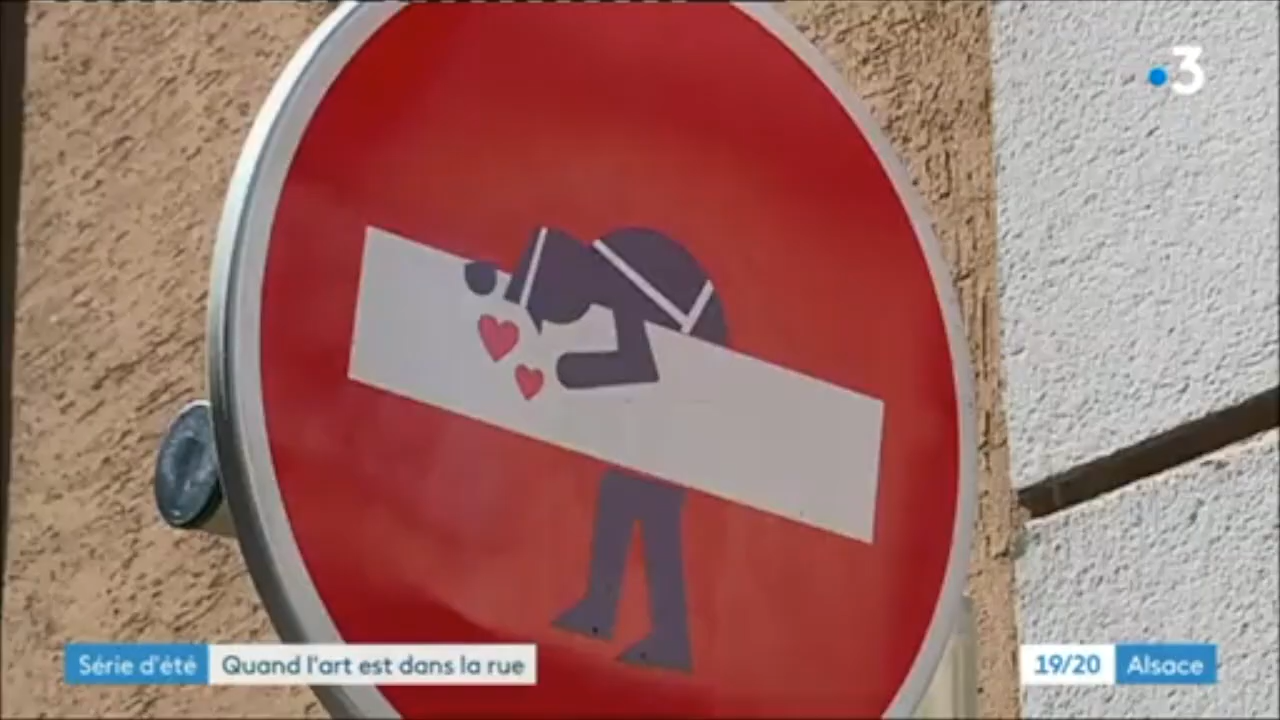 3
Série d'été
Quand l'art est dans la rue
19/20
Alsace